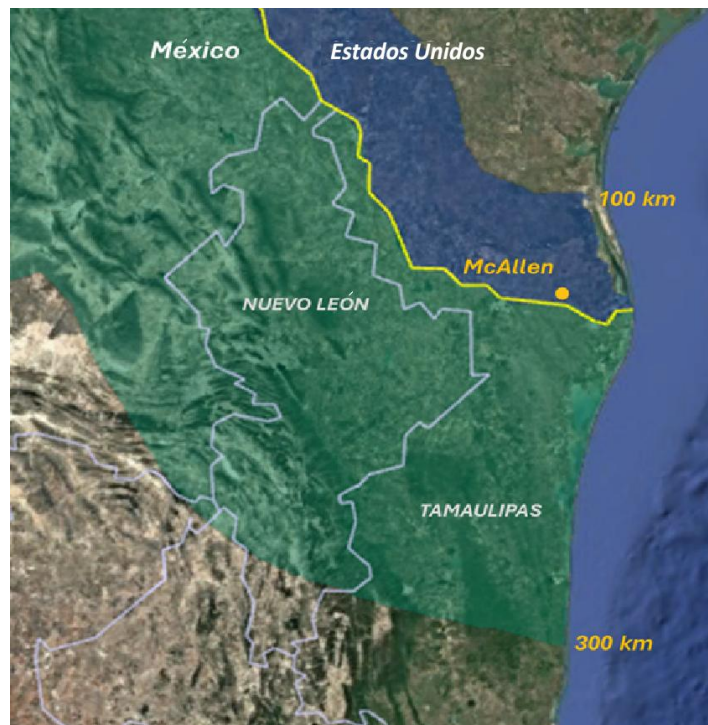 México
Estados Unidos
100 km
McAllen
NUEVO LEÓN
TAMAULIPAS
300 km